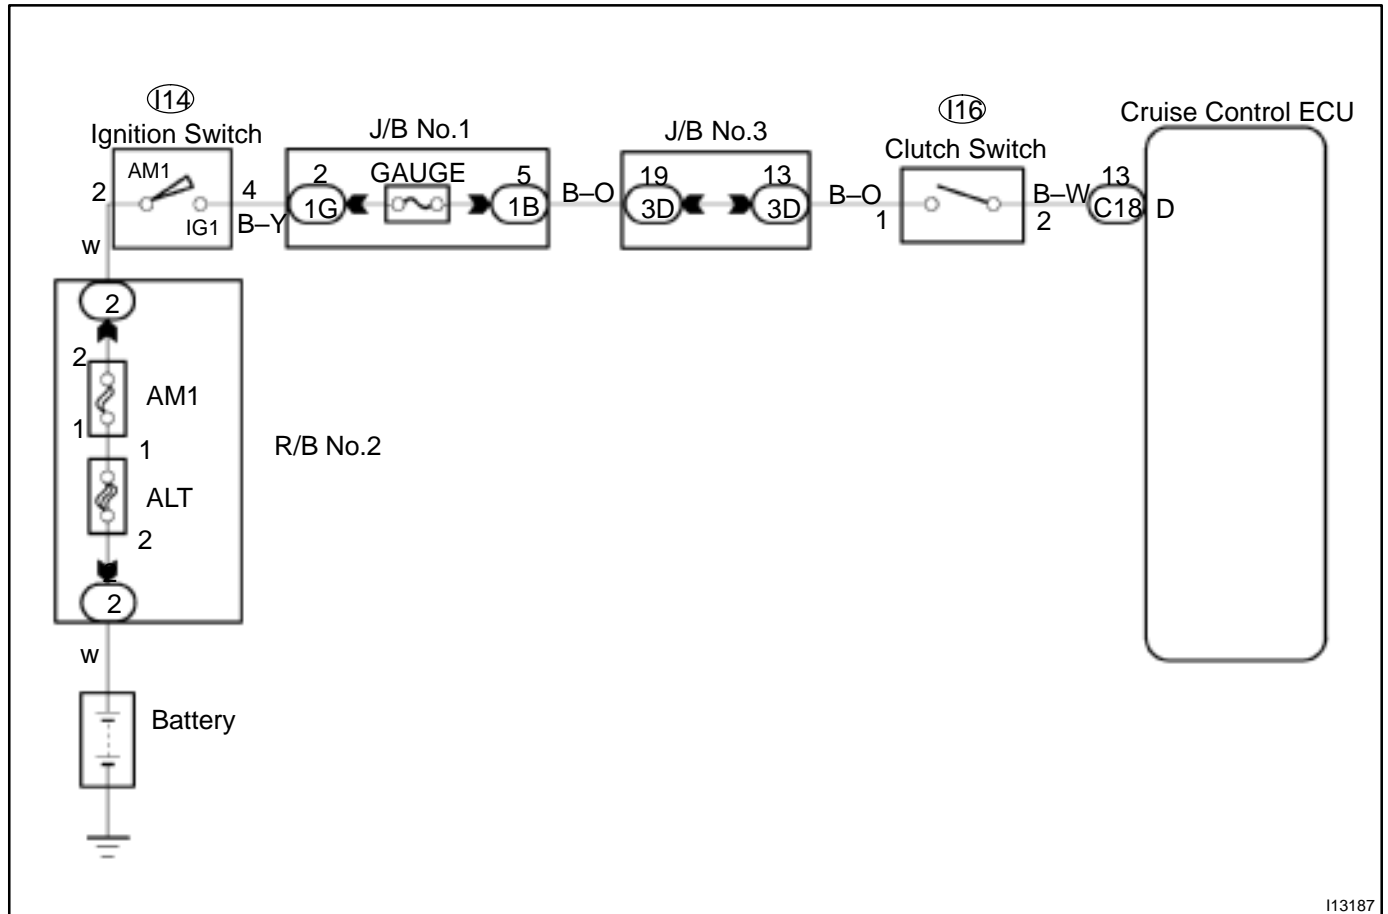 I14
Ignition Switch
AM1
2
4
IG1
B–Y
w
J/B No.1
GAUGE
2
5
1G
1B
B–O
J/B No.3
19
13
3D
3D
B–O
1
I16
Clutch Switch
B–W
2
13
C18
D
Cruise Control ECU
2
2
AM1
1
1
ALT
2
2
R/B No.2
w
Battery
I13187